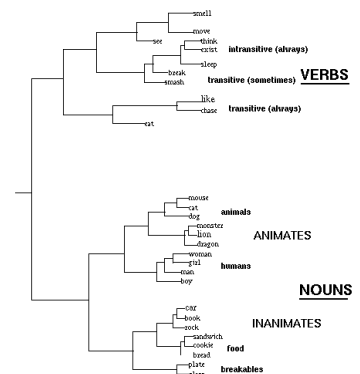 smell
move
see
think
exist
intransitive (always)
sleep
break
transitive (sometimes)
VERBS
smash
like
transitive (always)
chase
eat
mouse
cat
animals
dog
monster
lion
ANIMATES
dragon
woman
girl
humans
man
boy
NOUNS
car
book
INANIMATES
rock
sandwich
cookie
food
bread
plate
breakables